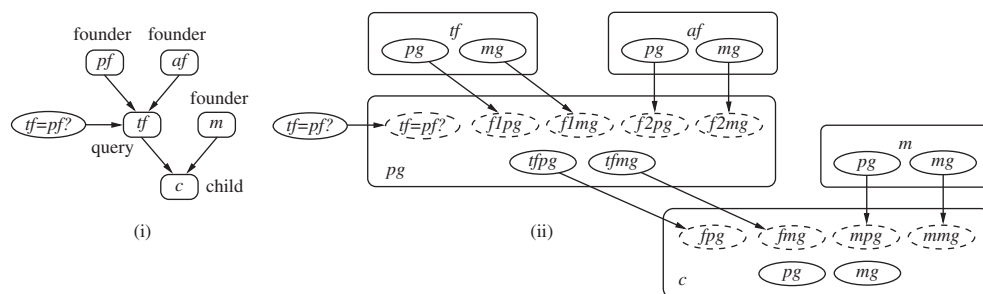 founder founder
pf af
founder
tf=pf? tf m
query
c child
(i)
tf af
pg mg pg mg
tf=pf? tf=pf? f1pg f1mg f2pg f2mg
m
tfpg tfmg pg mg
pg
fpg fmg mpg mmg
(ii)
pg mg
c